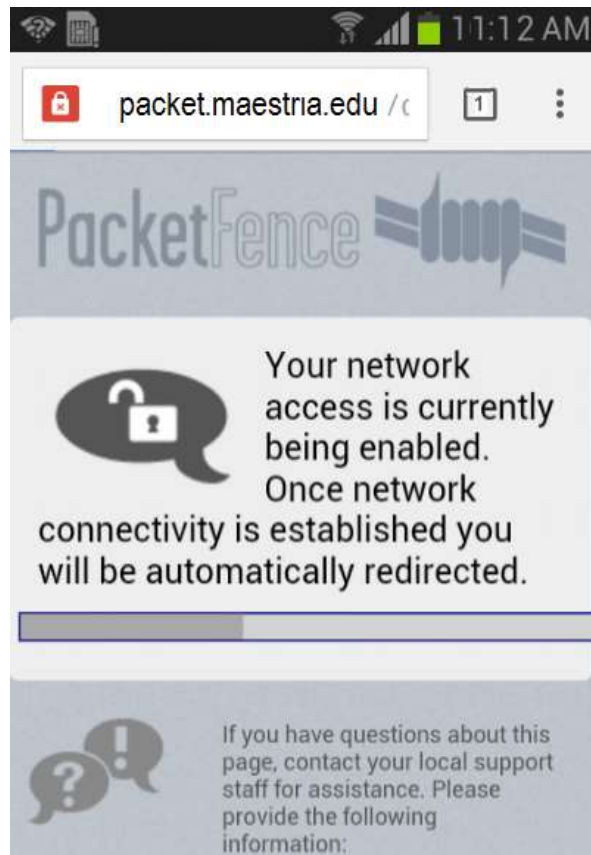 11:12 AM
packet.maestrıa.edu /c
1
PacketFence
Your network
access is currently
being enabled.
Once network
connectivity is established you
will be automatically redirected.
If you have questions about this
page, contact your local support
staff for assistance. Please
provide the following
information: